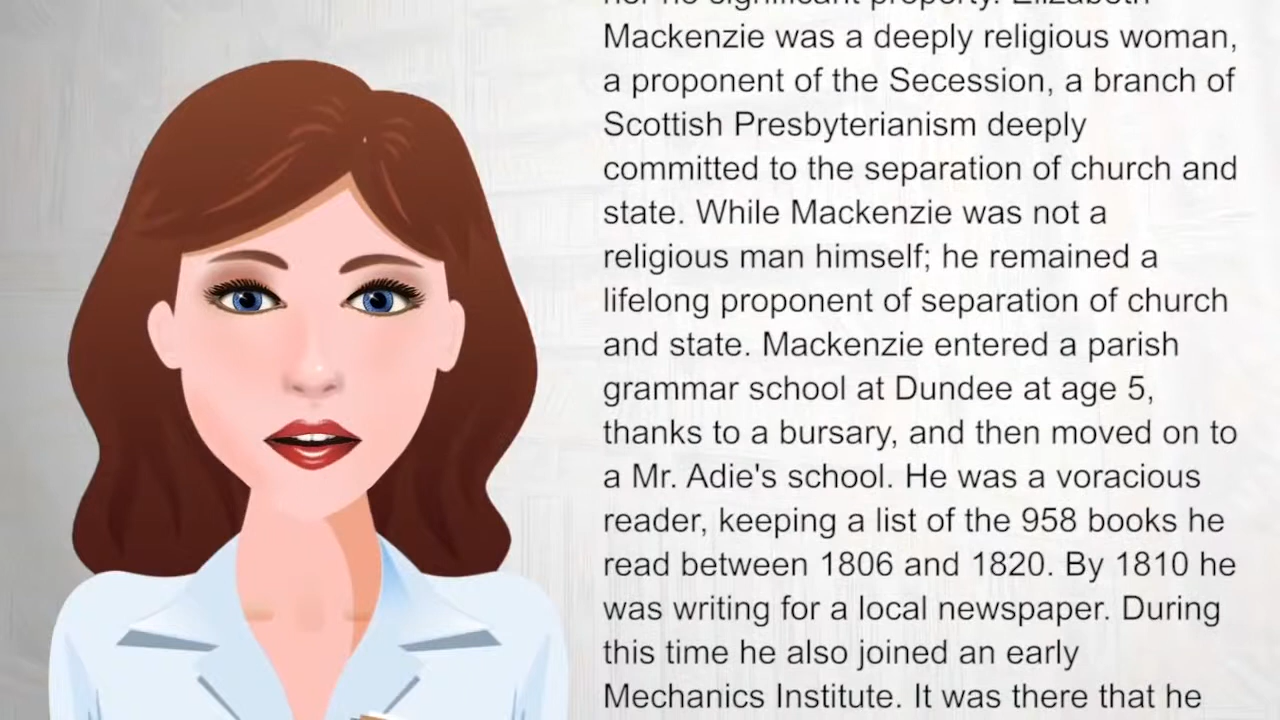 her no significant property. Elizabeth
Mackenzie was a deeply religious woman,
a proponent of the Secession, a branch of
Scottish Presbyterianism deeply
committed to the separation of church and
state. While Mackenzie was not a
religious man himself; he remained a
lifelong proponent of separation of church
and state. Mackenzie entered a parish
grammar school at Dundee at age 5,
thanks to a bursary, and then moved on to
a Mr. Adie's school. He was a voracious
reader, keeping a list of the 958 books he
read between 1806 and 1820. By 1810 he
was writing for a local newspaper. During
this time he also joined an early
Mechanics Institute. It was there that he